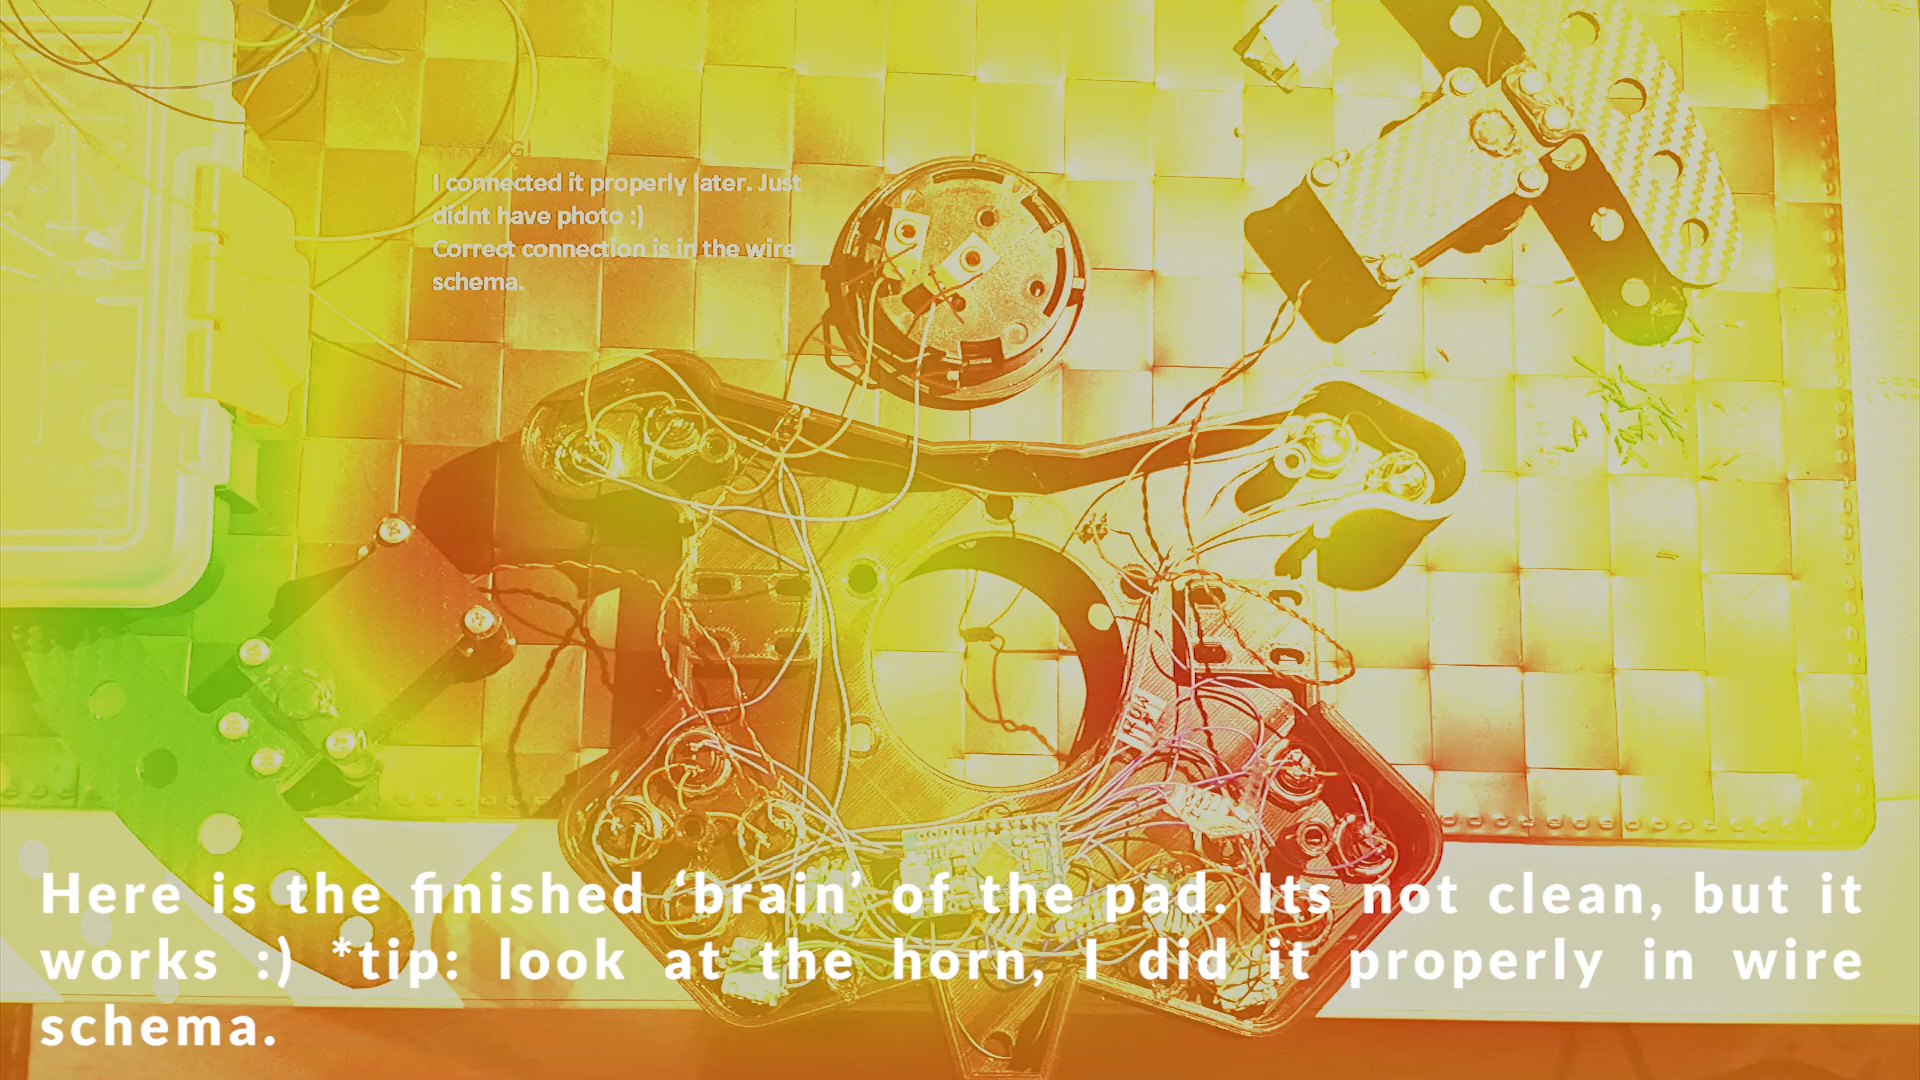 I connected it properly later. Just
didnt have photo :)
Correct connection is in the wire
schema.
Here is the finished ‘brain’ of the pad. Its not clean, but it
works :) *tip: look at the horn, I did it properly in wire
schema.